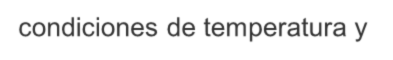 condiciones de temperatura y